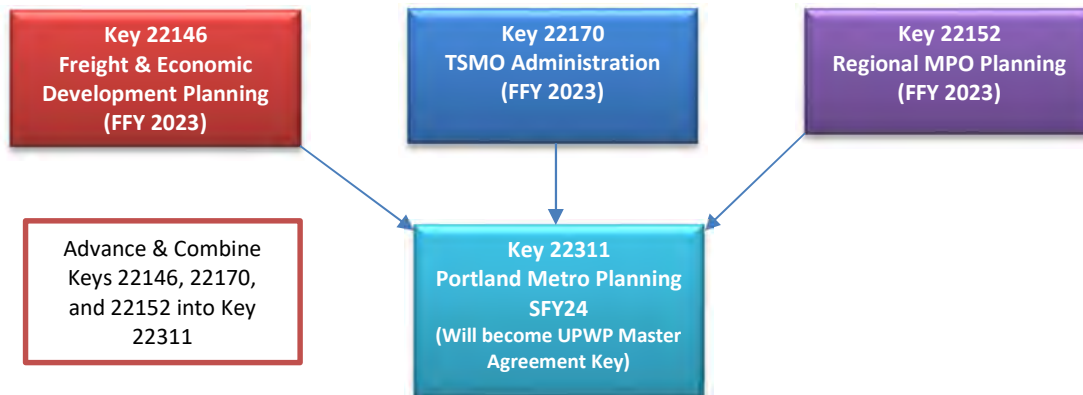 Key 22146
Freight & Economic
Development Planning
(FFY 2023)
Key 22170
TSMO Administration
(FFY 2023)
Key 22152
Regional MPO Planning
(FFY 2023)
Advance & Combine
Keys 22146, 22170,
and 22152 into Key
22311
Key 22311
Portland Metro Planning
SFY24
(Will become UPWP Master
Agreement Key)